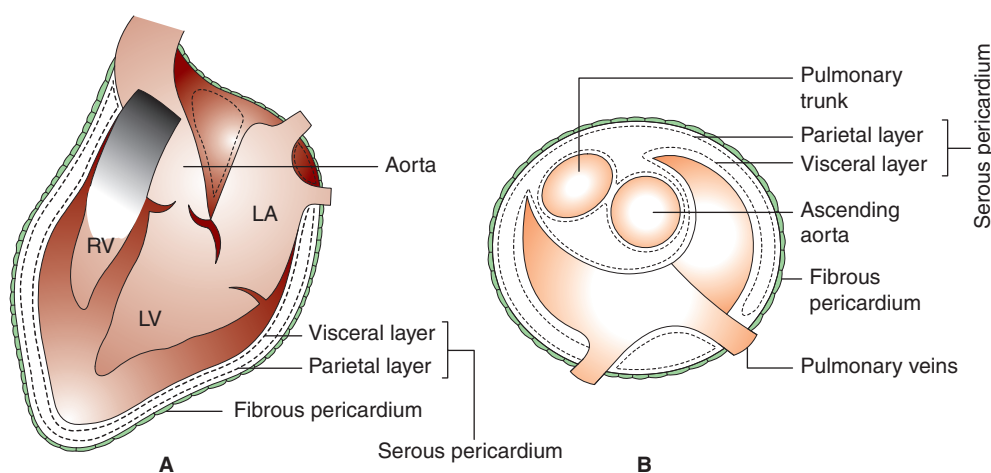 Aorta
LA
RV
LV
Visceral layer
Parietal layer
Fibrous pericardium
Serous pericardium
A
Pulmonary
trunk
Parietal layer
Visceral layer
Serous pericardium
Ascending
aorta
Fibrous
pericardium
Pulmonary veins
B